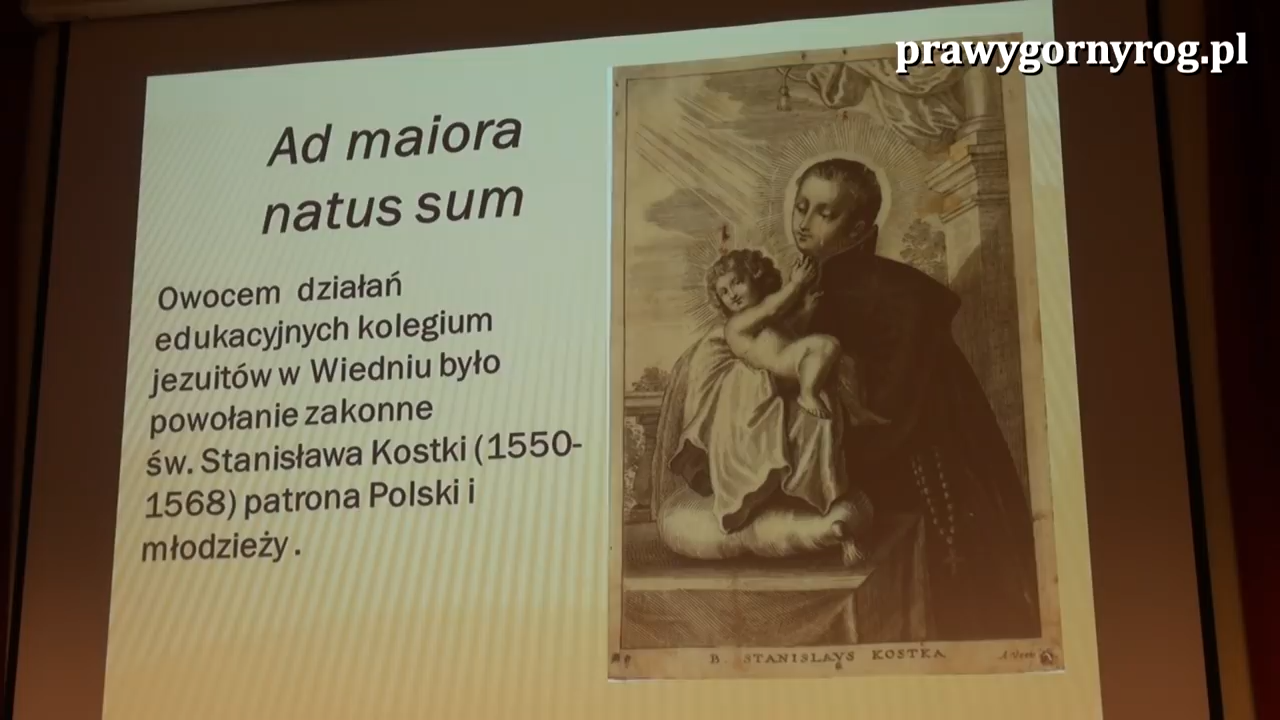 prawygornyrog.pl
Ad maiora
natus sum
Owocem działań
edukacyjnych kolegium
jezuitów w Wiedniu było
powołanie zakonne
św. Stanisława Kostki (1550-
1568) patrona Polski i
młodzieży .
B. STANISLAVS KOSTKA